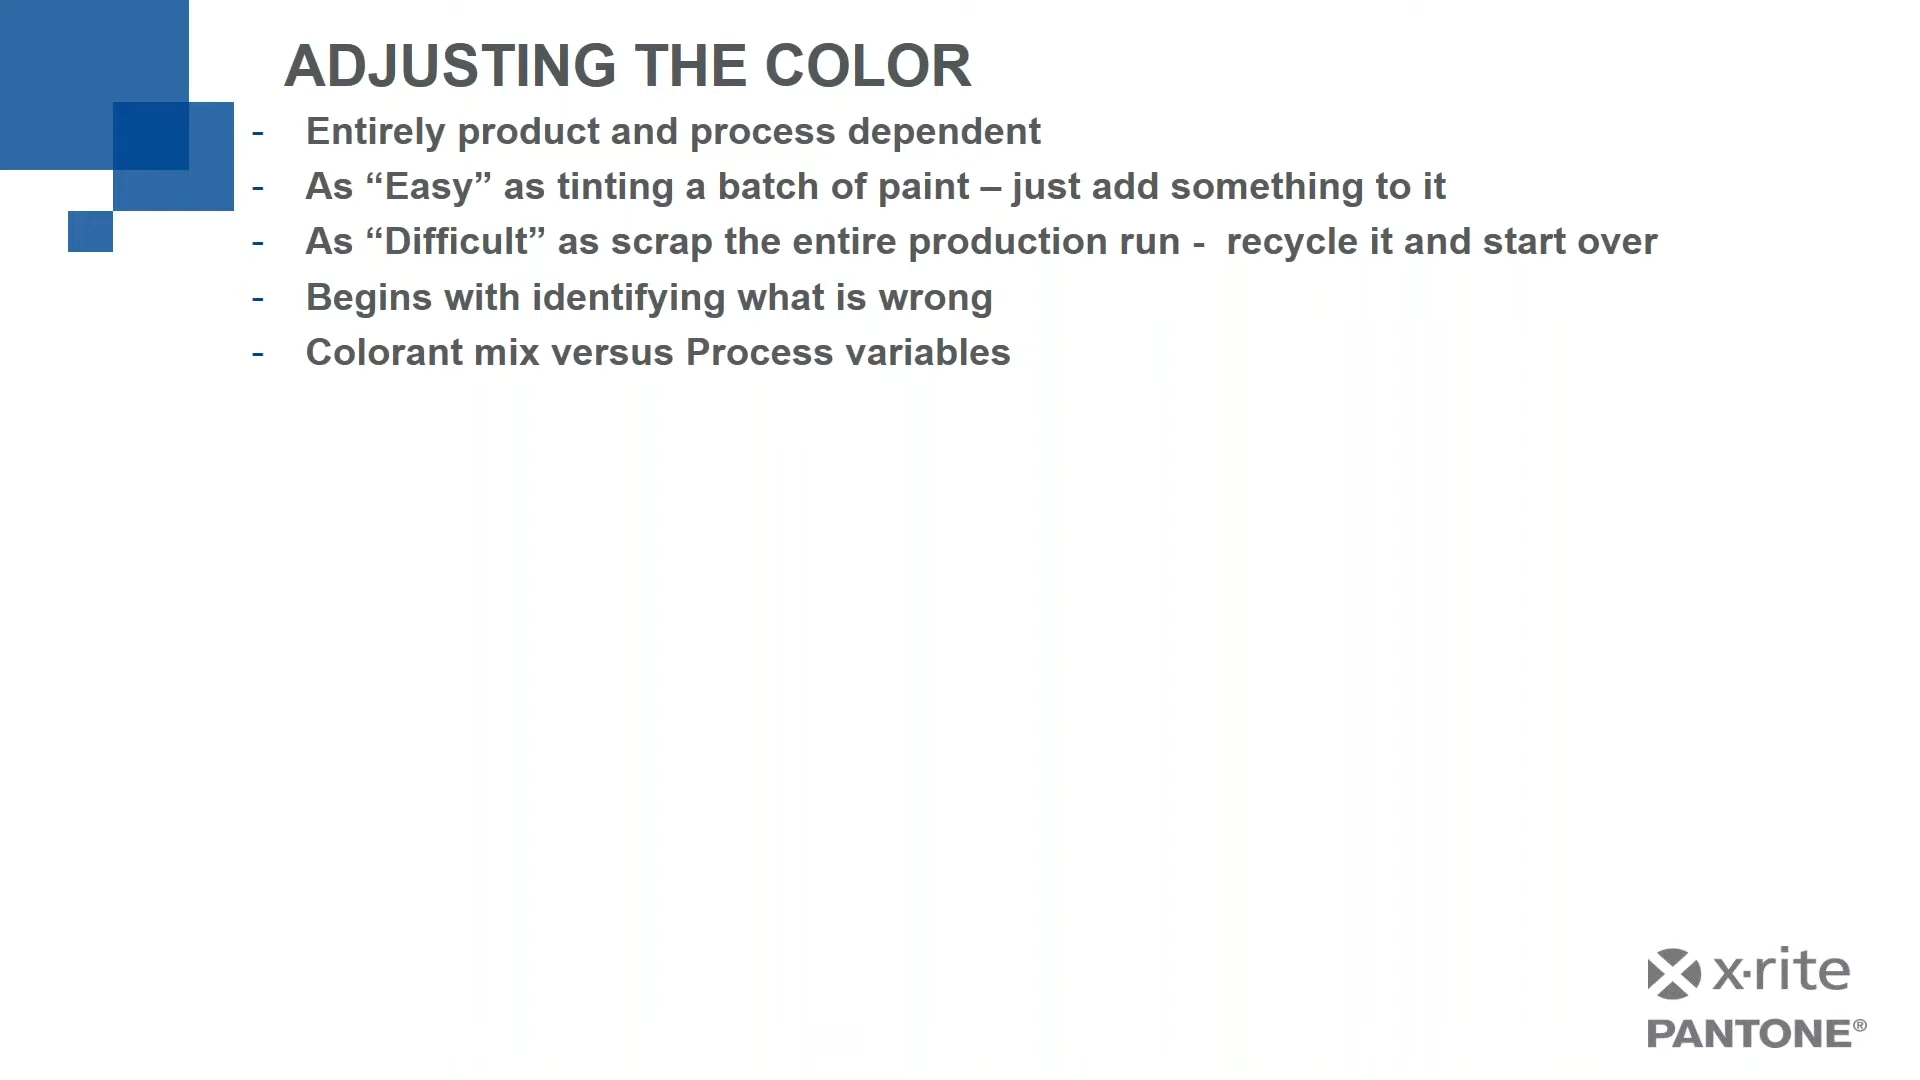 ADJUSTING THE COLOR
- Entirely product and process dependent
- As “Easy” as tinting a batch of paint – just add something to it
- As “Difficult” as scrap the entire production run -  recycle it and start over
- Begins with identifying what is wrong
- Colorant mix versus Process variables
x·rite
PANTONE®